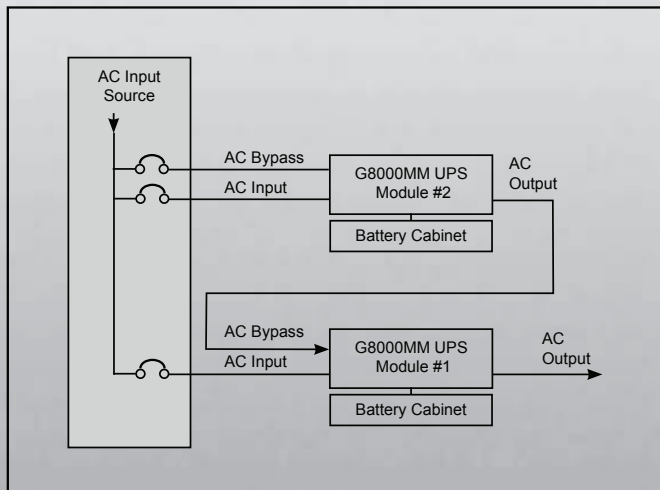 AC Input
Source
AC Bypass
AC Input
G8000MM UPS
Module #2
Battery Cabinet
AC
Output
AC Bypass
AC Input
G8000MM UPS
Module #1
Battery Cabinet
AC
Output